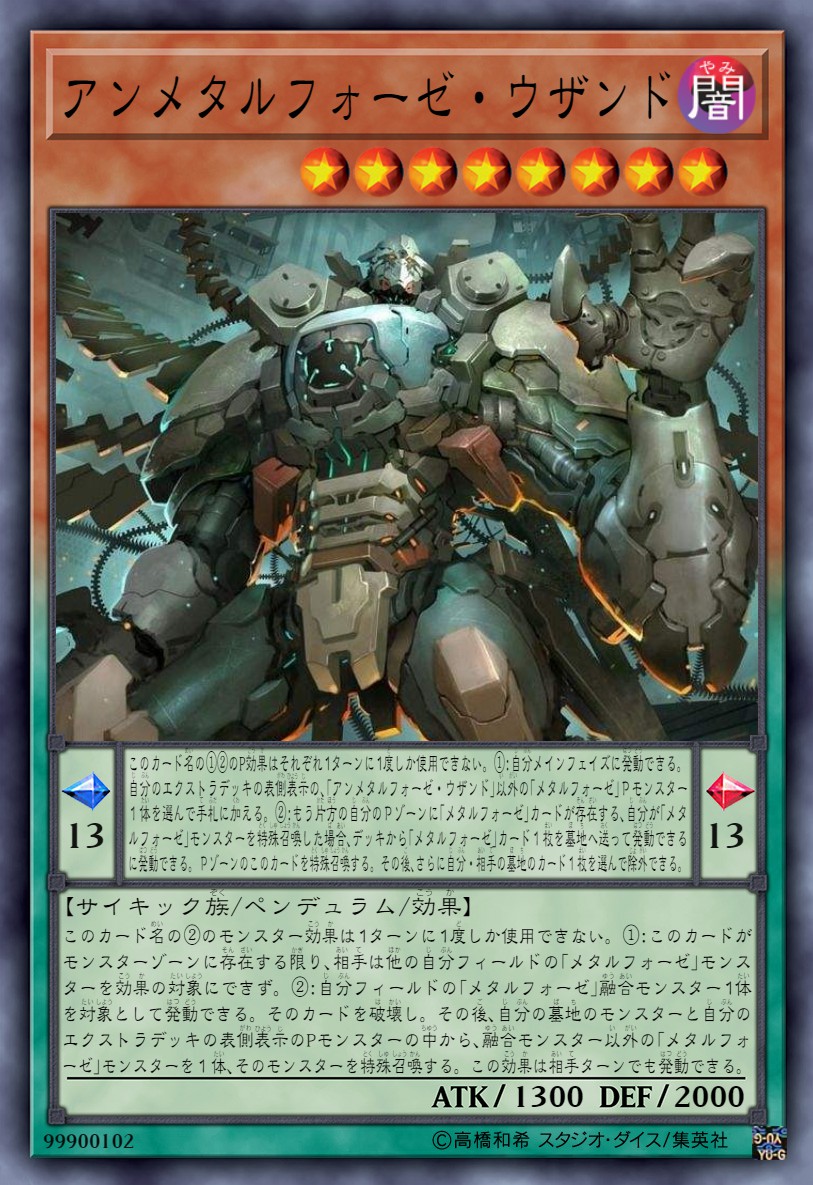 アンメタルフォーゼ・ウザンド
闇
やみ
このカード名の①②のP効果はそれぞれ1ターンに1度しか使用できない。①:自分メインフェイズに発動できる。
自分のエクストラデッキの表側表示の、「アンメタルフォーゼ・ウザンド」以外の「メタルフォーゼ」Pモンスター
1体を選んで手札に加える。②:もう片方の自分のPゾーンに「メタルフォーゼ」カードが存在する、自分が「メタ
ルフォーゼ」モンスターを特殊召喚した場合、デッキから「メタルフォーゼ」カード1枚を墓地へ送って発動できる
に発動できる。Pゾーンのこのカードを特殊召喚する。その後、さらに自分・相手の墓地のカード1枚を選んで除外できる。
13
13
【サイキック族/ペンデュラム/効果】
このカード名の②のモンスター効果は1ターンに1度しか使用できない。①:このカードが
モンスターゾーンに存在する限り、相手は他の自分フィールドの「メタルフォーゼ」モンス
ターを効果の対象にできず。②:自分フィールドの「メタルフォーゼ」融合モンスター1体
を対象として発動できる。そのカードを破壊し。その後、自分の墓地のモンスターと自分の
エクストラデッキの表側表示のPモンスターの中から、融合モンスター以外の「メタルフォ
ーゼ」モンスターを1体、そのモンスターを特殊召喚する。この効果は相手ターンでも発動できる。
ATK/1300 DEF/2000
99900102
©高橋和希 スタジオ・ダイス/集英社
YU-G